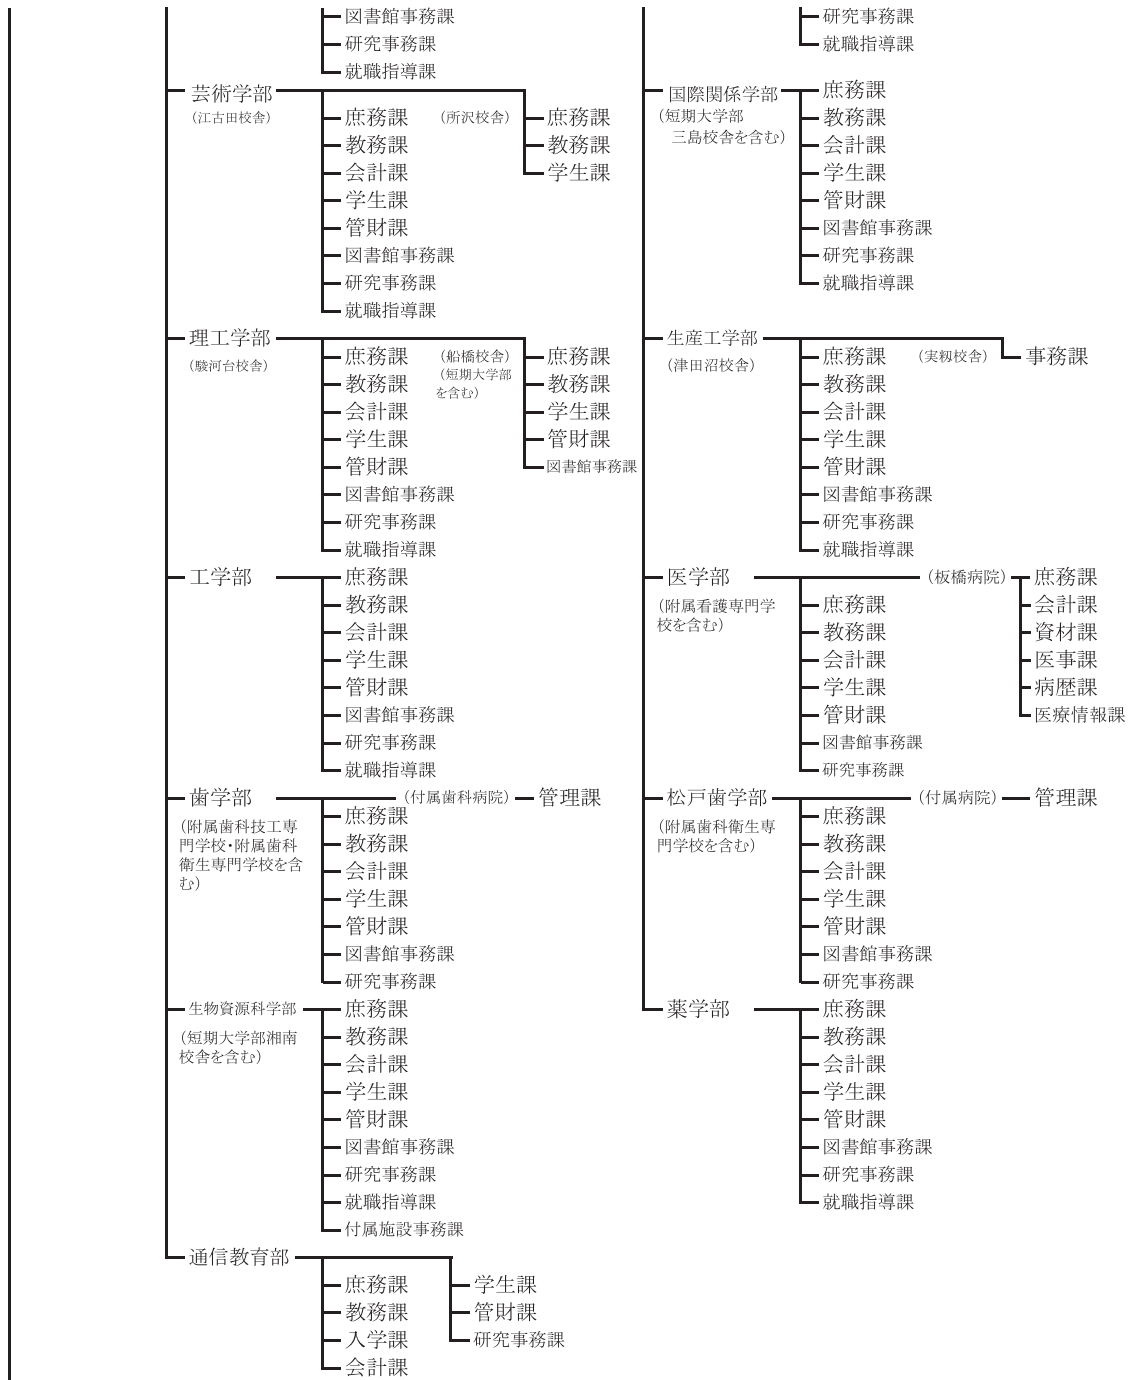 図書館事務課
研究事務課
就職指導課
芸術学部
（江古田校舎）
庶務課
教務課
会計課
学生課
管財課
図書館事務課
研究事務課
就職指導課
（所沢校舎）
庶務課
教務課
学生課
理工学部
（駿河台校舎）
庶務課
教務課
会計課
学生課
管財課
図書館事務課
研究事務課
就職指導課
（船橋校舎）
（短期大学部
を含む）
庶務課
教務課
学生課
管財課
図書館事務課
工学部
庶務課
教務課
会計課
学生課
管財課
図書館事務課
研究事務課
就職指導課
歯学部
（附属歯科技工専
門学校・附属歯科
衛生専門学校を含
む）
庶務課
教務課
会計課
学生課
管財課
図書館事務課
研究事務課
（付属歯科病院）
管理課
生物資源科学部
（短期大学部湘南
校舎を含む）
庶務課
教務課
会計課
学生課
管財課
図書館事務課
研究事務課
就職指導課
付属施設事務課
通信教育部
庶務課
教務課
入学課
会計課
学生課
管財課
研究事務課
研究事務課
就職指導課
国際関係学部
（短期大学部
三島校舎を含む）
庶務課
教務課
会計課
学生課
管財課
図書館事務課
研究事務課
就職指導課
生産工学部
（津田沼校舎）
庶務課
教務課
会計課
学生課
管財課
図書館事務課
研究事務課
就職指導課
（実籾校舎）
事務課
医学部
（附属看護専門学
校を含む）
庶務課
教務課
会計課
学生課
管財課
図書館事務課
研究事務課
（板橋病院）
庶務課
会計課
資材課
医事課
病歴課
医療情報課
松戸歯学部
（附属歯科衛生専
門学校を含む）
庶務課
教務課
会計課
学生課
管財課
図書館事務課
研究事務課
（付属病院）
管理課
薬学部
庶務課
教務課
会計課
学生課
管財課
図書館事務課
研究事務課
就職指導課